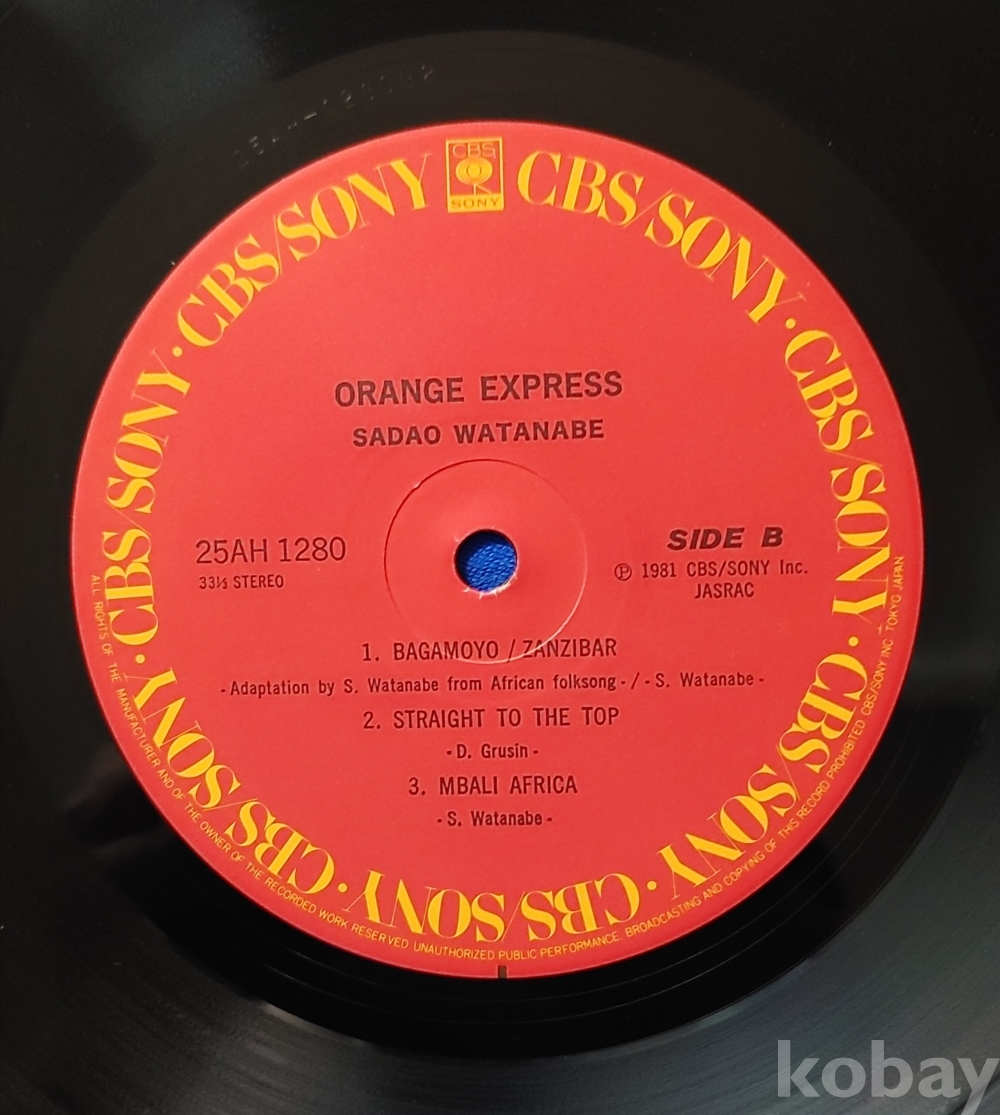 CBS
SONY
CBS/SONY · CBS/SONY · CBS/SONY · CBS/SONY · CBS/SONY · CBS/SONY · CBS/SONY
ORANGE EXPRESS
SADAO WATANABE
25AH 1280
33⅓ STEREO
SIDE B
Ⓟ 1981 CBS/SONY Inc.
JASRAC
1. BAGAMOYO / ZANZIBAR
-Adaptation by S. Watanabe from African folksong-/-S. Watanabe-
2. STRAIGHT TO THE TOP
-D. Grusin-
3. MBALI AFRICA
-S. Watanabe-
ALL RIGHTS OF THE MANUFACTURER AND OF THE OWNER OF THE RECORDED WORK RESERVED UNAUTHORIZED PUBLIC PERFORMANCE. BROADCASTING AND COPYING OF THIS RECORD PROHIBITED CBS/SONY INC. TOKYO JAPAN
kobay